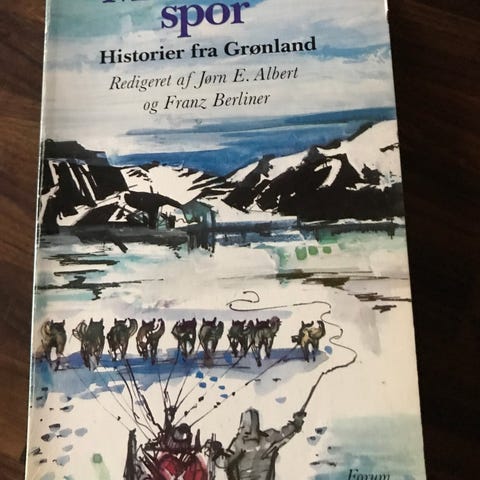 spor
Historier fra Grønland
Redigeret af Jørn E. Albert
og Franz Berliner
Forum